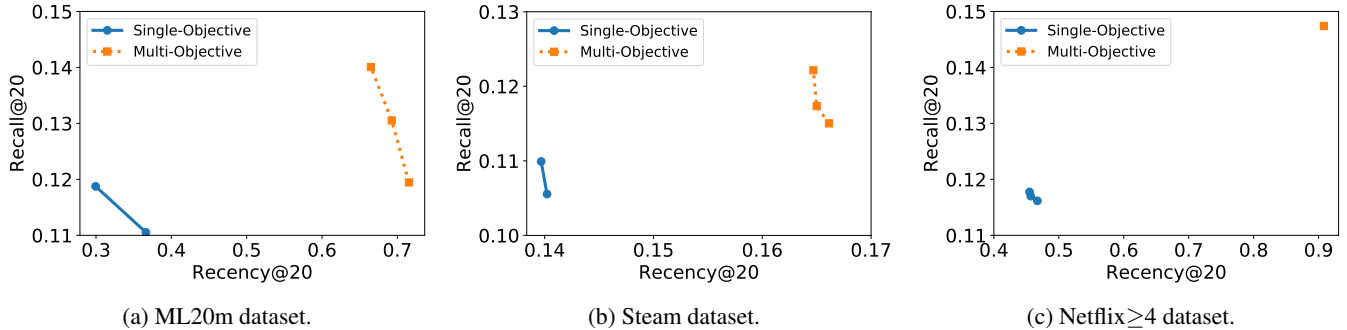 0.15
0.14
0.13
0.12
0.11
Recall@20
0.3 0.4 0.5 0.6 0.7
Recency@20
Single-Objective
Multi-Objective
(a) ML20m dataset.
0.13
0.12
0.11
0.10
Recall@20
0.14 0.15 0.16 0.17
Recency@20
Single-Objective
Multi-Objective
(b) Steam dataset.
0.15
0.14
0.13
0.12
0.11
Recall@20
0.4 0.5 0.6 0.7 0.8 0.9
Recency@20
Single-Objective
Multi-Objective
(c) Netflix≥4 dataset.